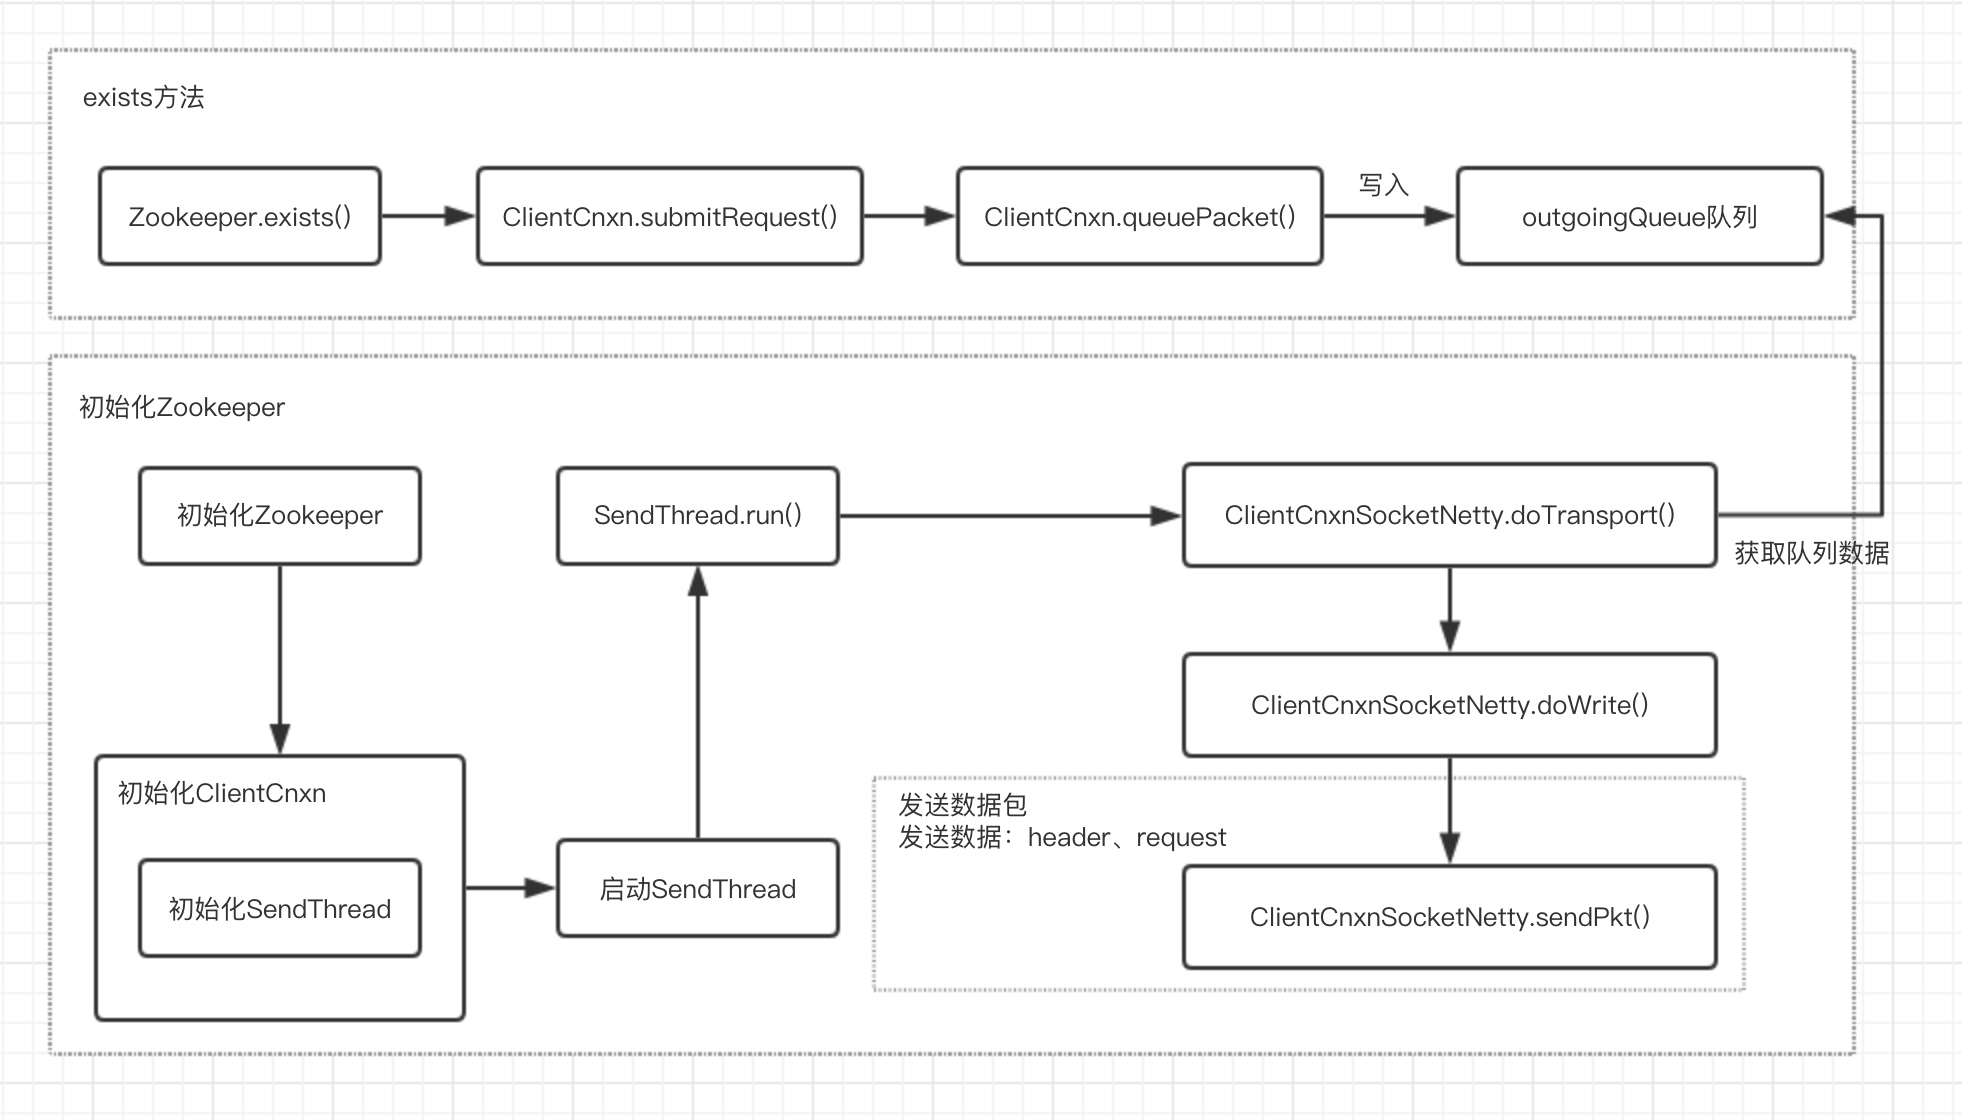 exists方法
Zookeeper.exists()
ClientCnxn.submitRequest()
ClientCnxn.queuePacket()
写入
outgoingQueue队列
初始化Zookeeper
初始化Zookeeper
SendThread.run()
ClientCnxnSocketNetty.doTransport()
获取队列数据
ClientCnxnSocketNetty.doWrite()
初始化ClientCnxn
初始化SendThread
启动SendThread
发送数据包
发送数据：header、request
ClientCnxnSocketNetty.sendPkt()